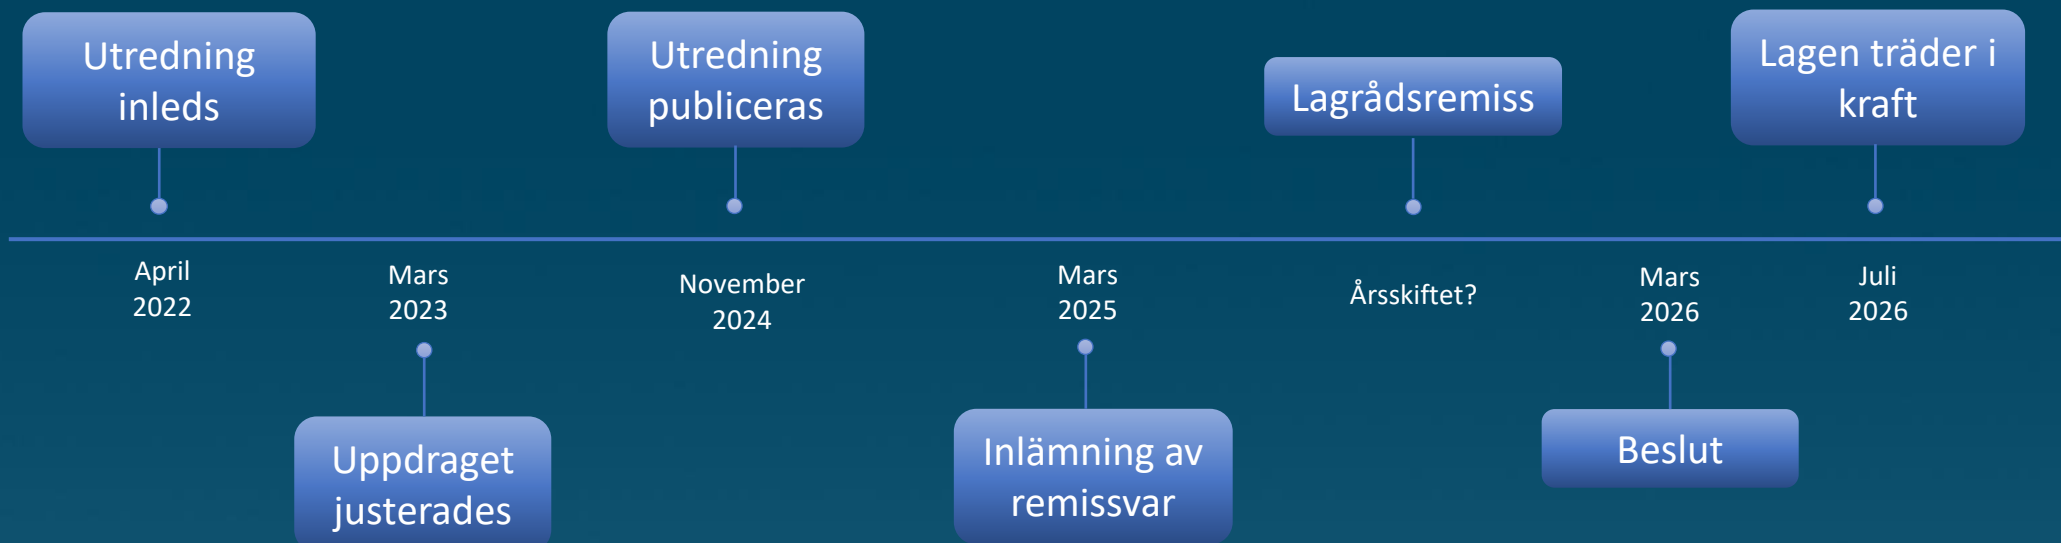 Utredning
inleds
Utredning
publiceras
Lagrådsremiss
Lagen träder i
kraft
April
2022
Mars
2023
November
2024
Mars
2025
Årsskiftet?
Mars
2026
Juli
2026
Uppdraget
justerades
Inlämning av
remissvar
Beslut